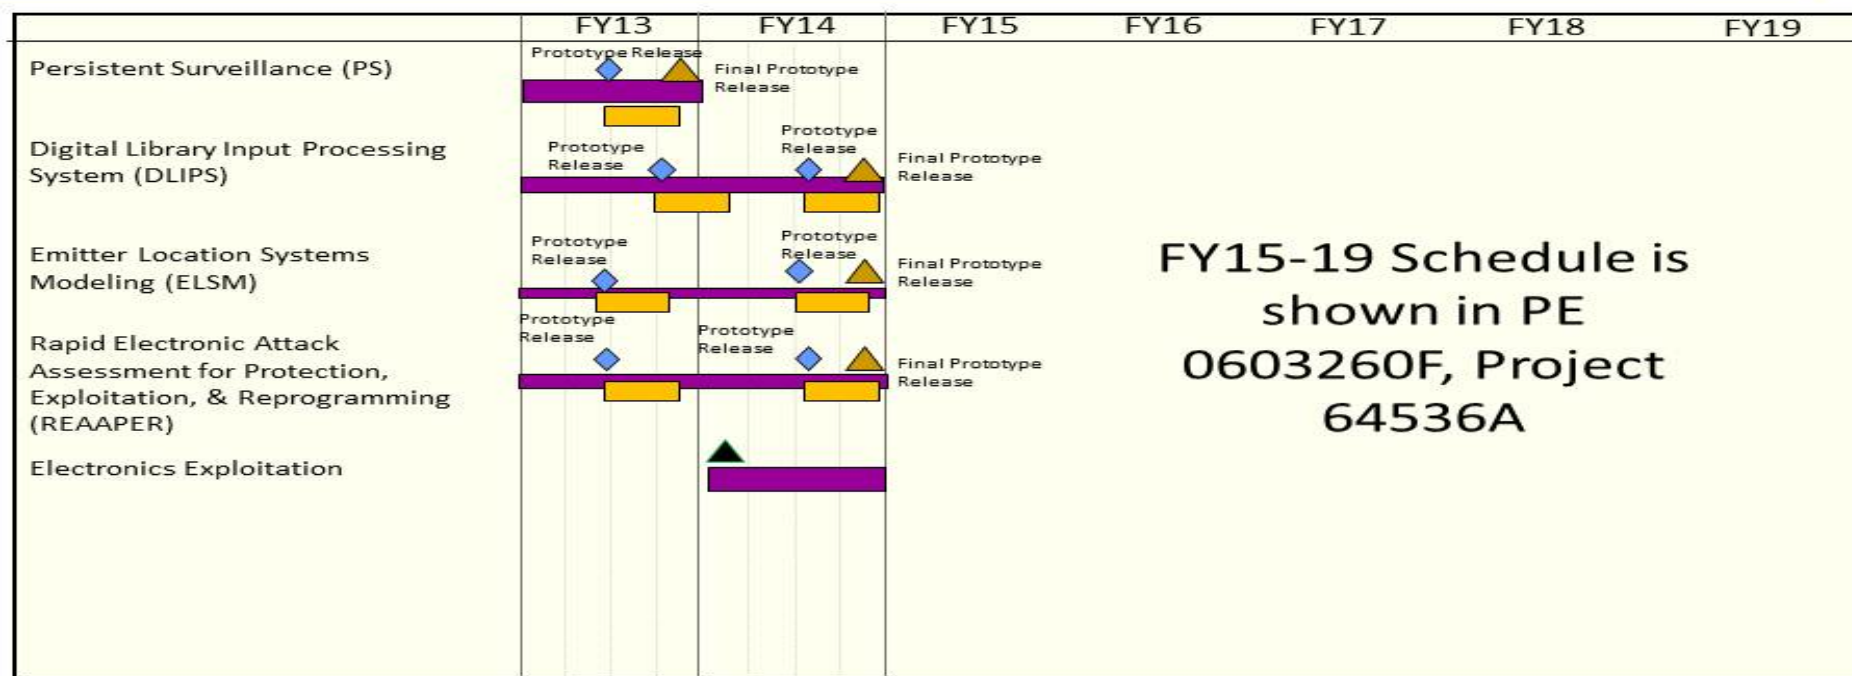 FY13 FY14 FY15 FY16 FY17 FY18 FY19
Persistent Surveillance (PS)
Prototype Release
Final Prototype
Release
Digital Library Input Processing
System (DLIPS)
Prototype
Release
Prototype
Release
Final Prototype
Release
Emitter Location Systems
Modeling (ELSM)
Prototype
Release
Prototype
Release
Final Prototype
Release
Rapid Electronic Attack
Assessment for Protection,
Exploitation, & Reprogramming
(REAAPER)
Prototype
Release
Prototype
Release
Final Prototype
Release
Electronics Exploitation
FY15-19 Schedule is
shown in PE
0603260F, Project
64536A